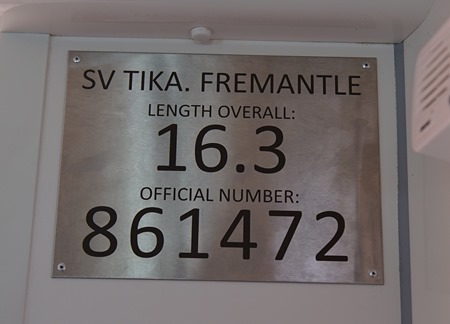 SV TIKA. FREMANTLE
LENGTH OVERALL:
16.3
OFFICIAL NUMBER:
861472